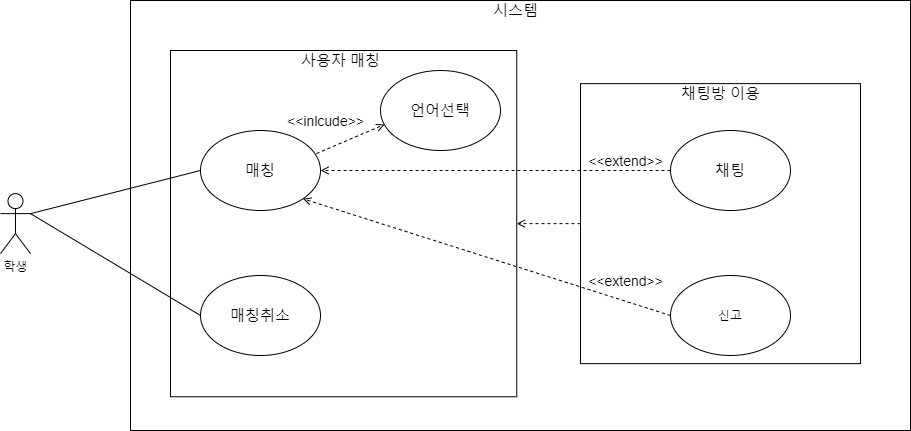 시스템
사용자 매칭
언어선택
<<inlcude>>
매칭
매칭취소
학생
채팅방 이용
<<extend>>
채팅
<<extend>>
신고